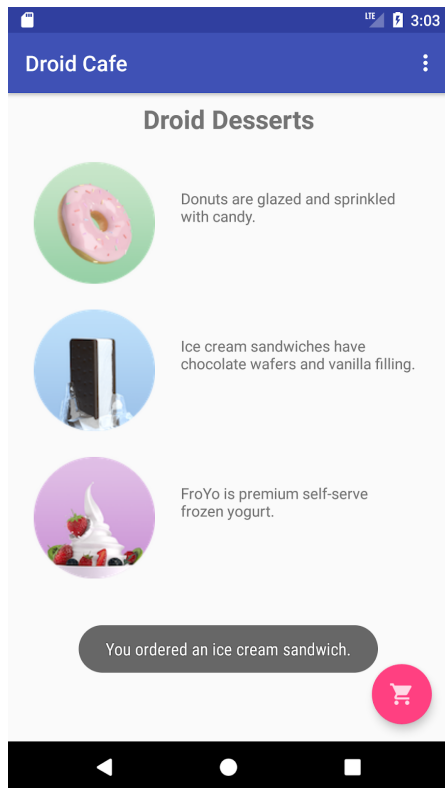 LTE 3:03
Droid Cafe
Droid Desserts
Donuts are glazed and sprinkled
with candy.
Ice cream sandwiches have
chocolate wafers and vanilla filling.
FroYo is premium self-serve
frozen yogurt.
You ordered an ice cream sandwich.